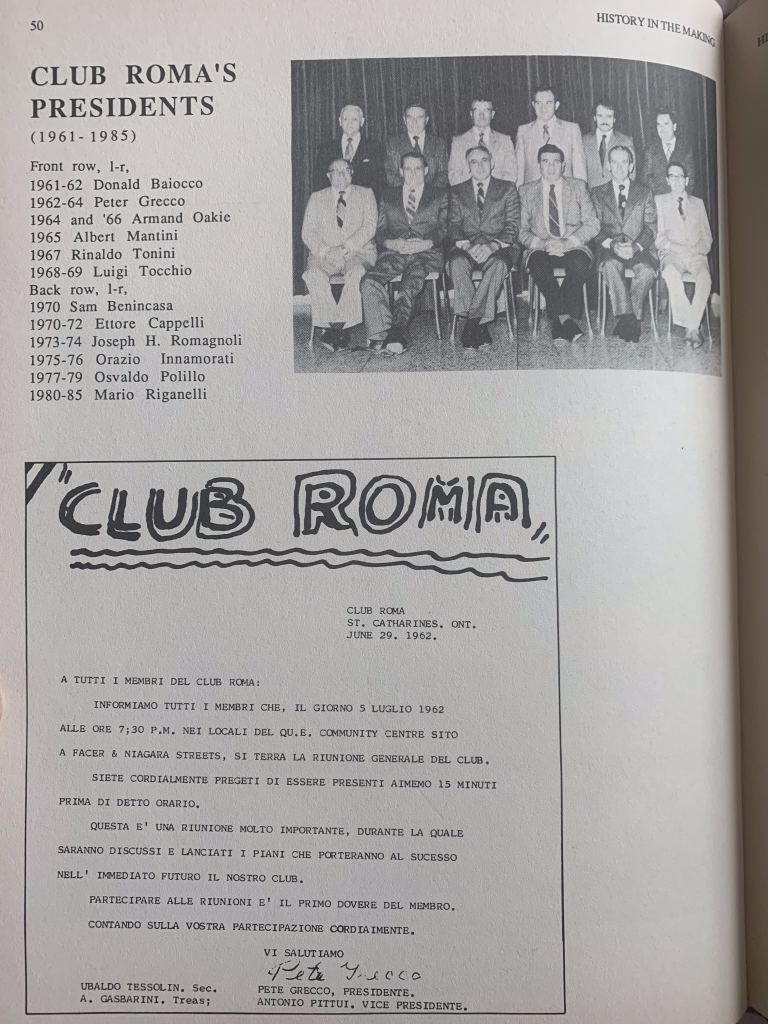 50
HISTORY IN THE MAKING
CLUB ROMA'S
PRESIDENTS
(1961-1985)
Front row, l-r,
1961-62 Donald Baiocco
1962-64 Peter Grecco
1964 and '66 Armand Oakie
1965 Albert Mantini
1967 Rinaldo Tonini
1968-69 Luigi Tocchio
Back row, l-r,
1970 Sam Benincasa
1970-72 Ettore Cappelli
1973-74 Joseph H. Romagnoli
1975-76 Orazio Innamorati
1977-79 Osvaldo Polillo
1980-85 Mario Riganelli
"CLUB ROMA"
CLUB ROMA
ST. CATHARINES. ONT.
JUNE 29. 1962.
A TUTTI I MEMBRI DEL CLUB ROMA:
INFORMIAMO TUTTI I MEMBRI CHE, IL GIORNO 5 LUGLIO 1962
ALLE ORE 7;30 P.M. NEI LOCALI DEL QU.E. COMMUNITY CENTRE SITO
A FACER & NIAGARA STREETS, SI TERRA LA RIUNIONE GENERALE DEL CLUB.
SIETE CORDIALMENTE PREGETI DI ESSERE PRESENTI AIMEMO 15 MINUTI
PRIMA DI DETTO ORARIO.
QUESTA E' UNA RIUNIONE MOLTO IMPORTANTE, DURANTE LA QUALE
SARANNO DISCUSSI E LANCIATI I PIANI CHE PORTERANNO AL SUCESSO
NELL' IMMEDIATO FUTURO IL NOSTRO CLUB.
PARTECIPARE ALLE RIUNIONI E' IL PRIMO DOVERE DEL MEMBRO.
CONTANDO SULLA VOSTRA PARTECIPAZIONE CORDIAIMENTE.
VI SALUTIAMO
Pete Grecco
UBALDO TESSOLIN. Sec.
PETE GRECCO, PRESIDENTE.
A. GASBARINI. Treas;
ANTONIO PITTUI. VICE PRESIDENTE.